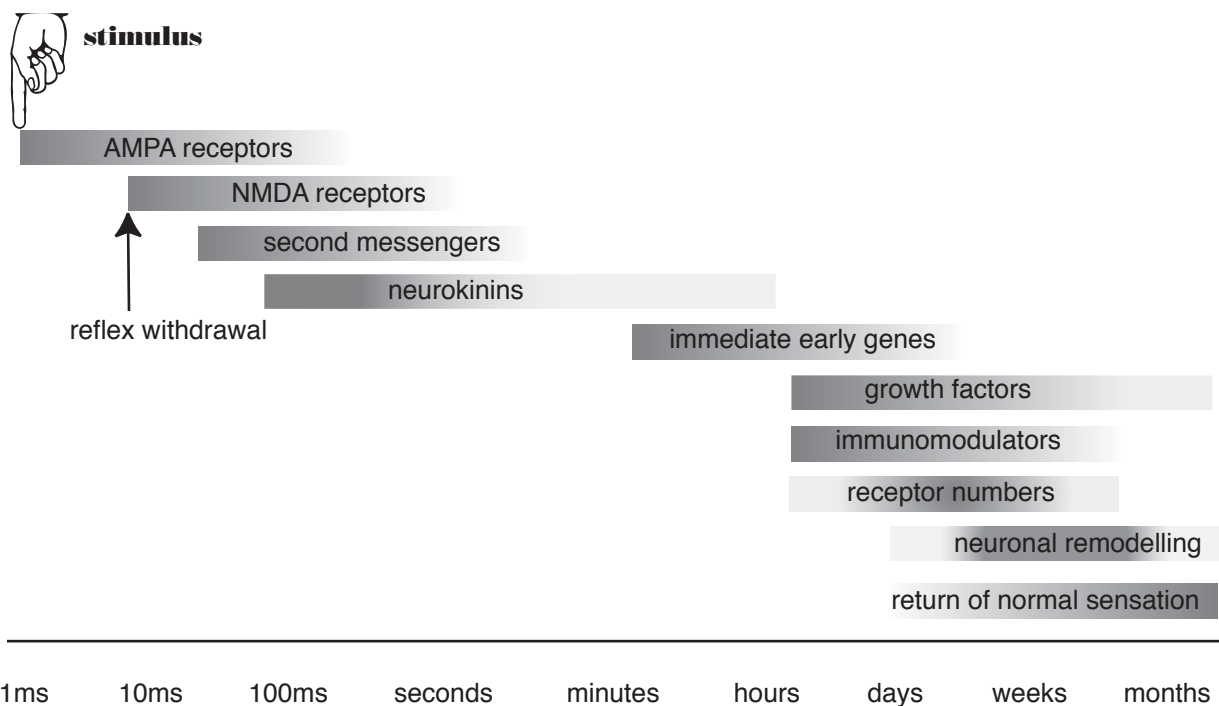 stimulus
AMPA receptors
NMDA receptors
second messengers
neurokinins
reflex withdrawal
immediate early genes
growth factors
immunomodulators
receptor numbers
neuronal remodelling
return of normal sensation
1ms 10ms 100ms seconds minutes hours days weeks months